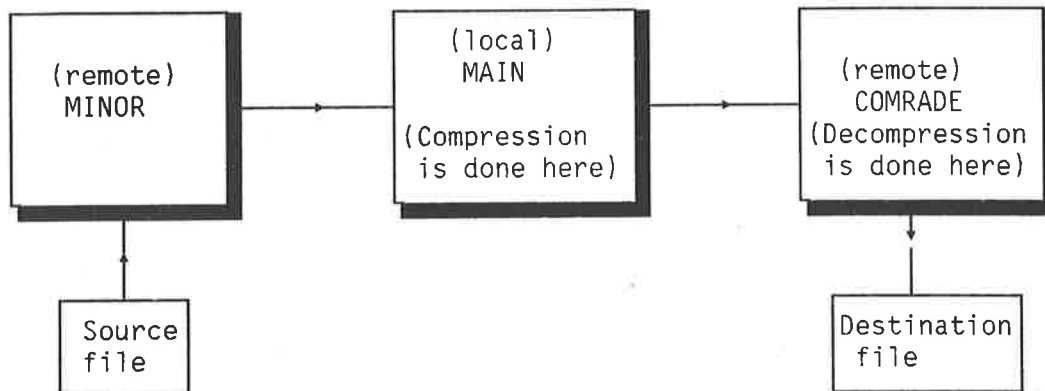 (remote)
MINOR
(local)
MAIN
(Compression
is done here)
(remote)
COMRADE
(Decompression
is done here)
Source
file
Destination
file